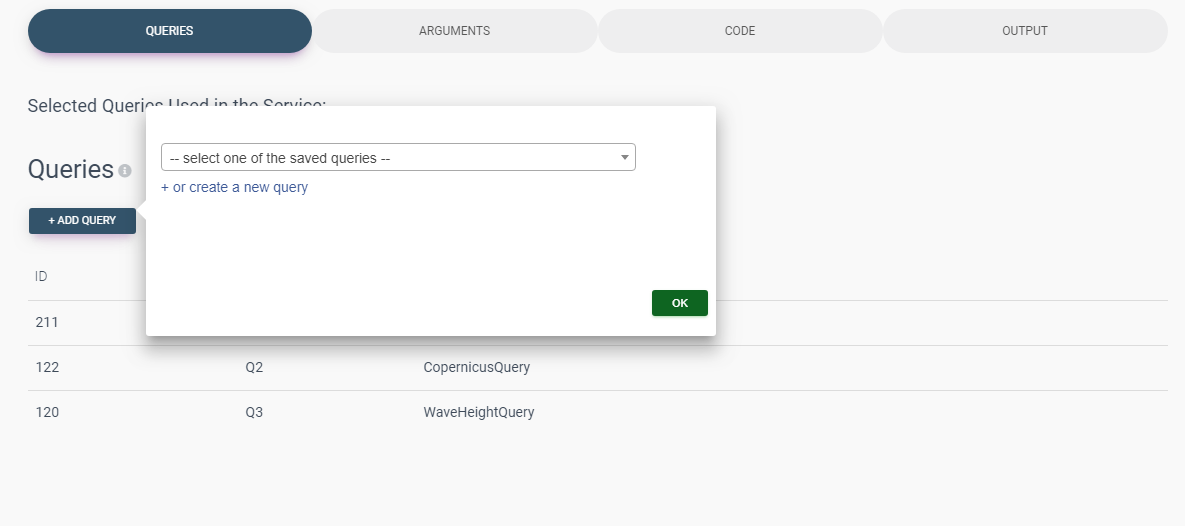 QUERIES ARGUMENTS CODE OUTPUT
Selected Queries Used in the Service:
Queries
-- select one of the saved queries --
+ or create a new query
+ ADD QUERY
ID
OK
211
122 Q2 CopernicusQuery
120 Q3 WaveHeightQuery